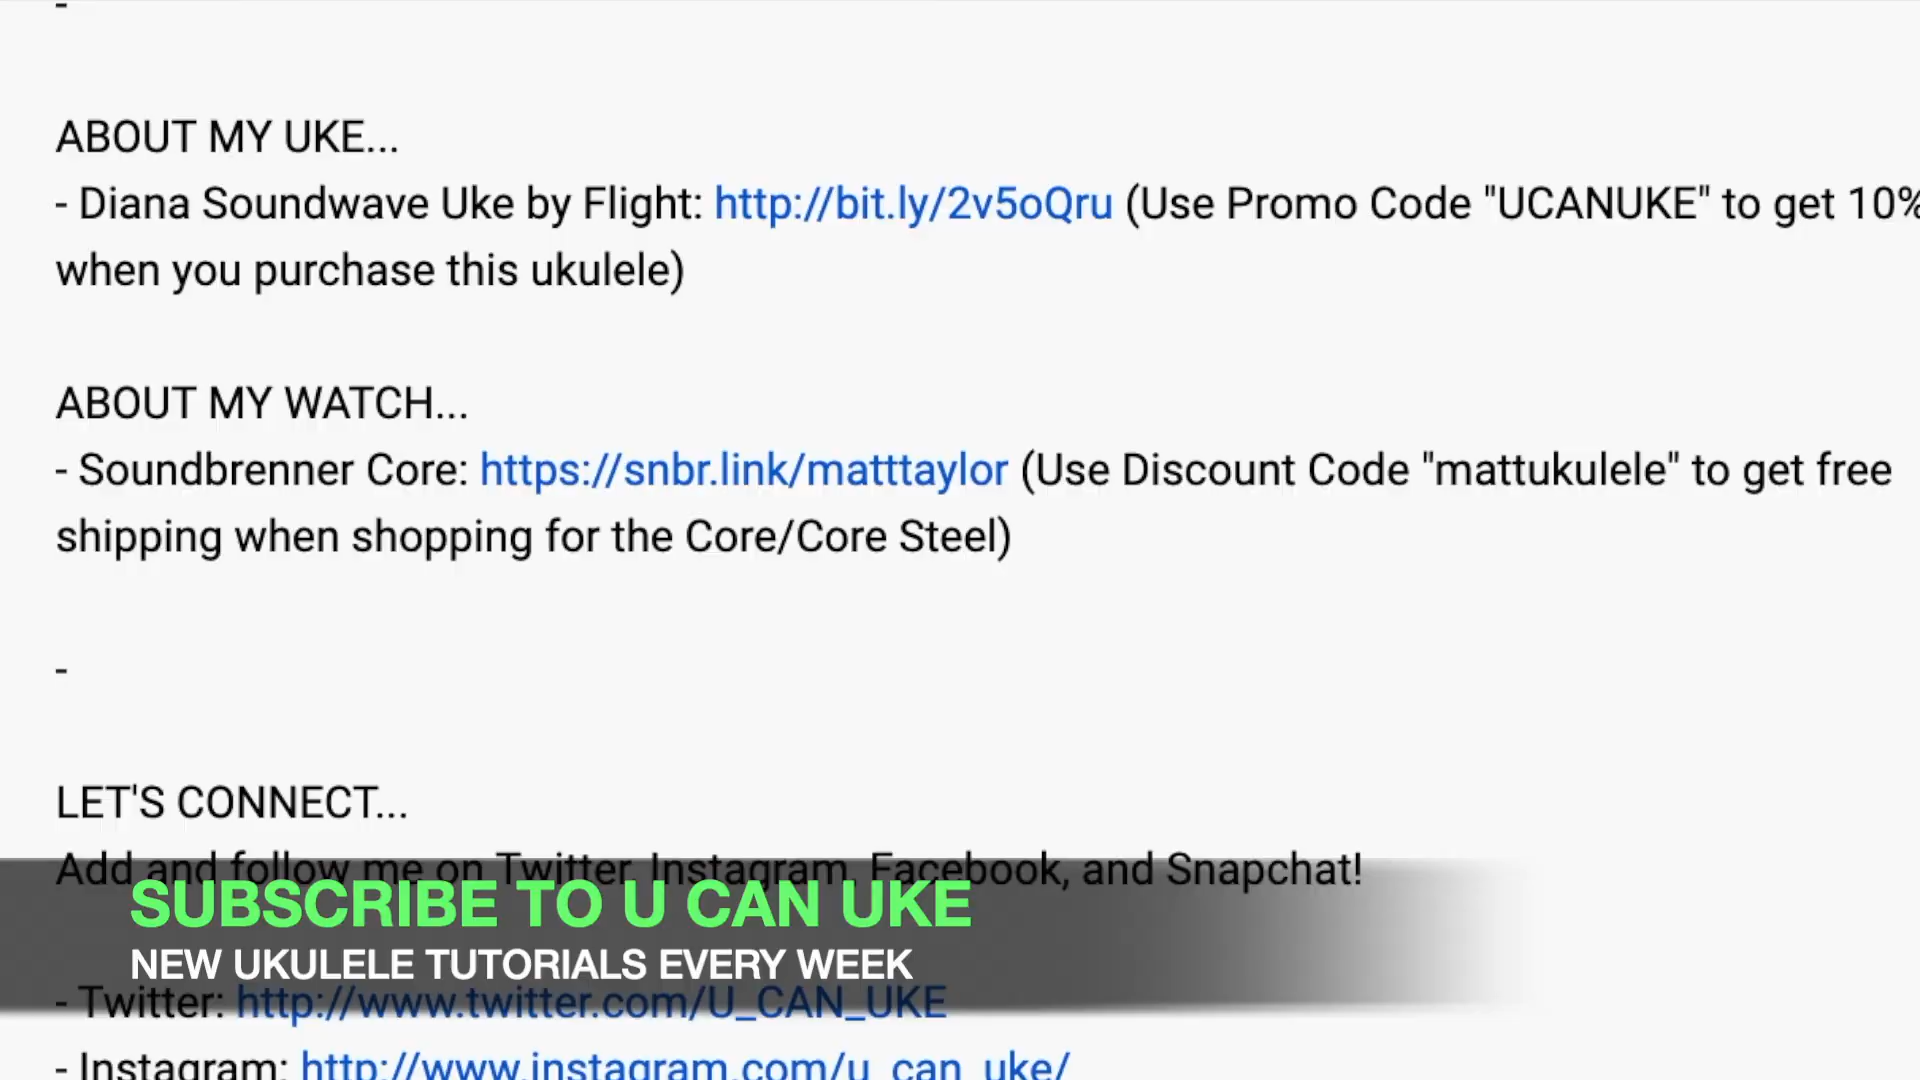 -
ABOUT MY UKE...
- Diana Soundwave Uke by Flight: http://bit.ly/2v5oQru (Use Promo Code "UCANUKE" to get 10%
when you purchase this ukulele)
ABOUT MY WATCH...
- Soundbrenner Core: https://snbr.link/matttaylor (Use Discount Code "mattukulele" to get free
shipping when shopping for the Core/Core Steel)
-
LET'S CONNECT...
Add and follow me on Twitter, Instagram, Facebook, and Snapchat!
SUBSCRIBE TO U CAN UKE
NEW UKULELE TUTORIALS EVERY WEEK
- Twitter: http://www.twitter.com/U_CAN_UKE
- Instagram: http://www.instagram.com/u_can_uke/